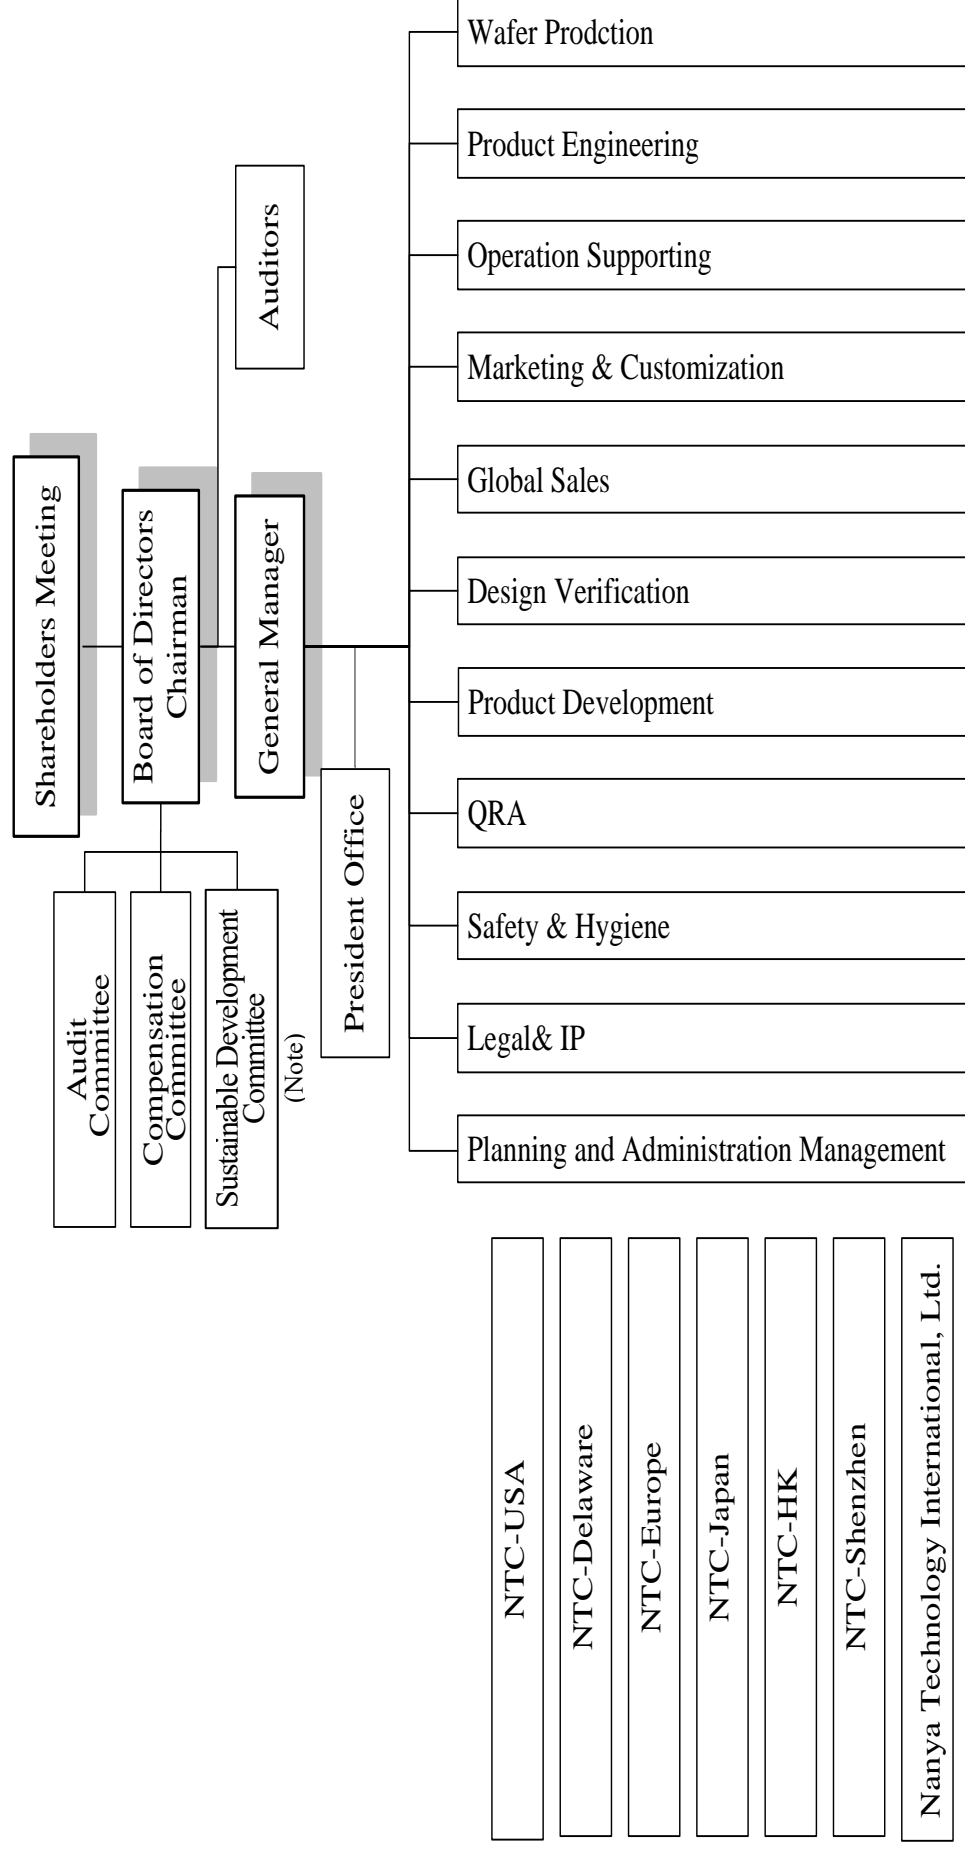 Shareholders Meeting
Board of Directors
Chairman
Auditors
General Manager
Audit
Committee
Compensation
Committee
Sustainable Development
Committee
(Note)
President Office
Wafer Prodction
Product Engineering
Operation Supporting
Marketing & Customization
Global Sales
Design Verification
Product Development
QRA
Safety & Hygiene
Legal& IP
Planning and Administration Management
NTC-USA
NTC-Delaware
NTC-Europe
NTC-Japan
NTC-HK
NTC-Shenzhen
Nanya Technology International, Ltd.